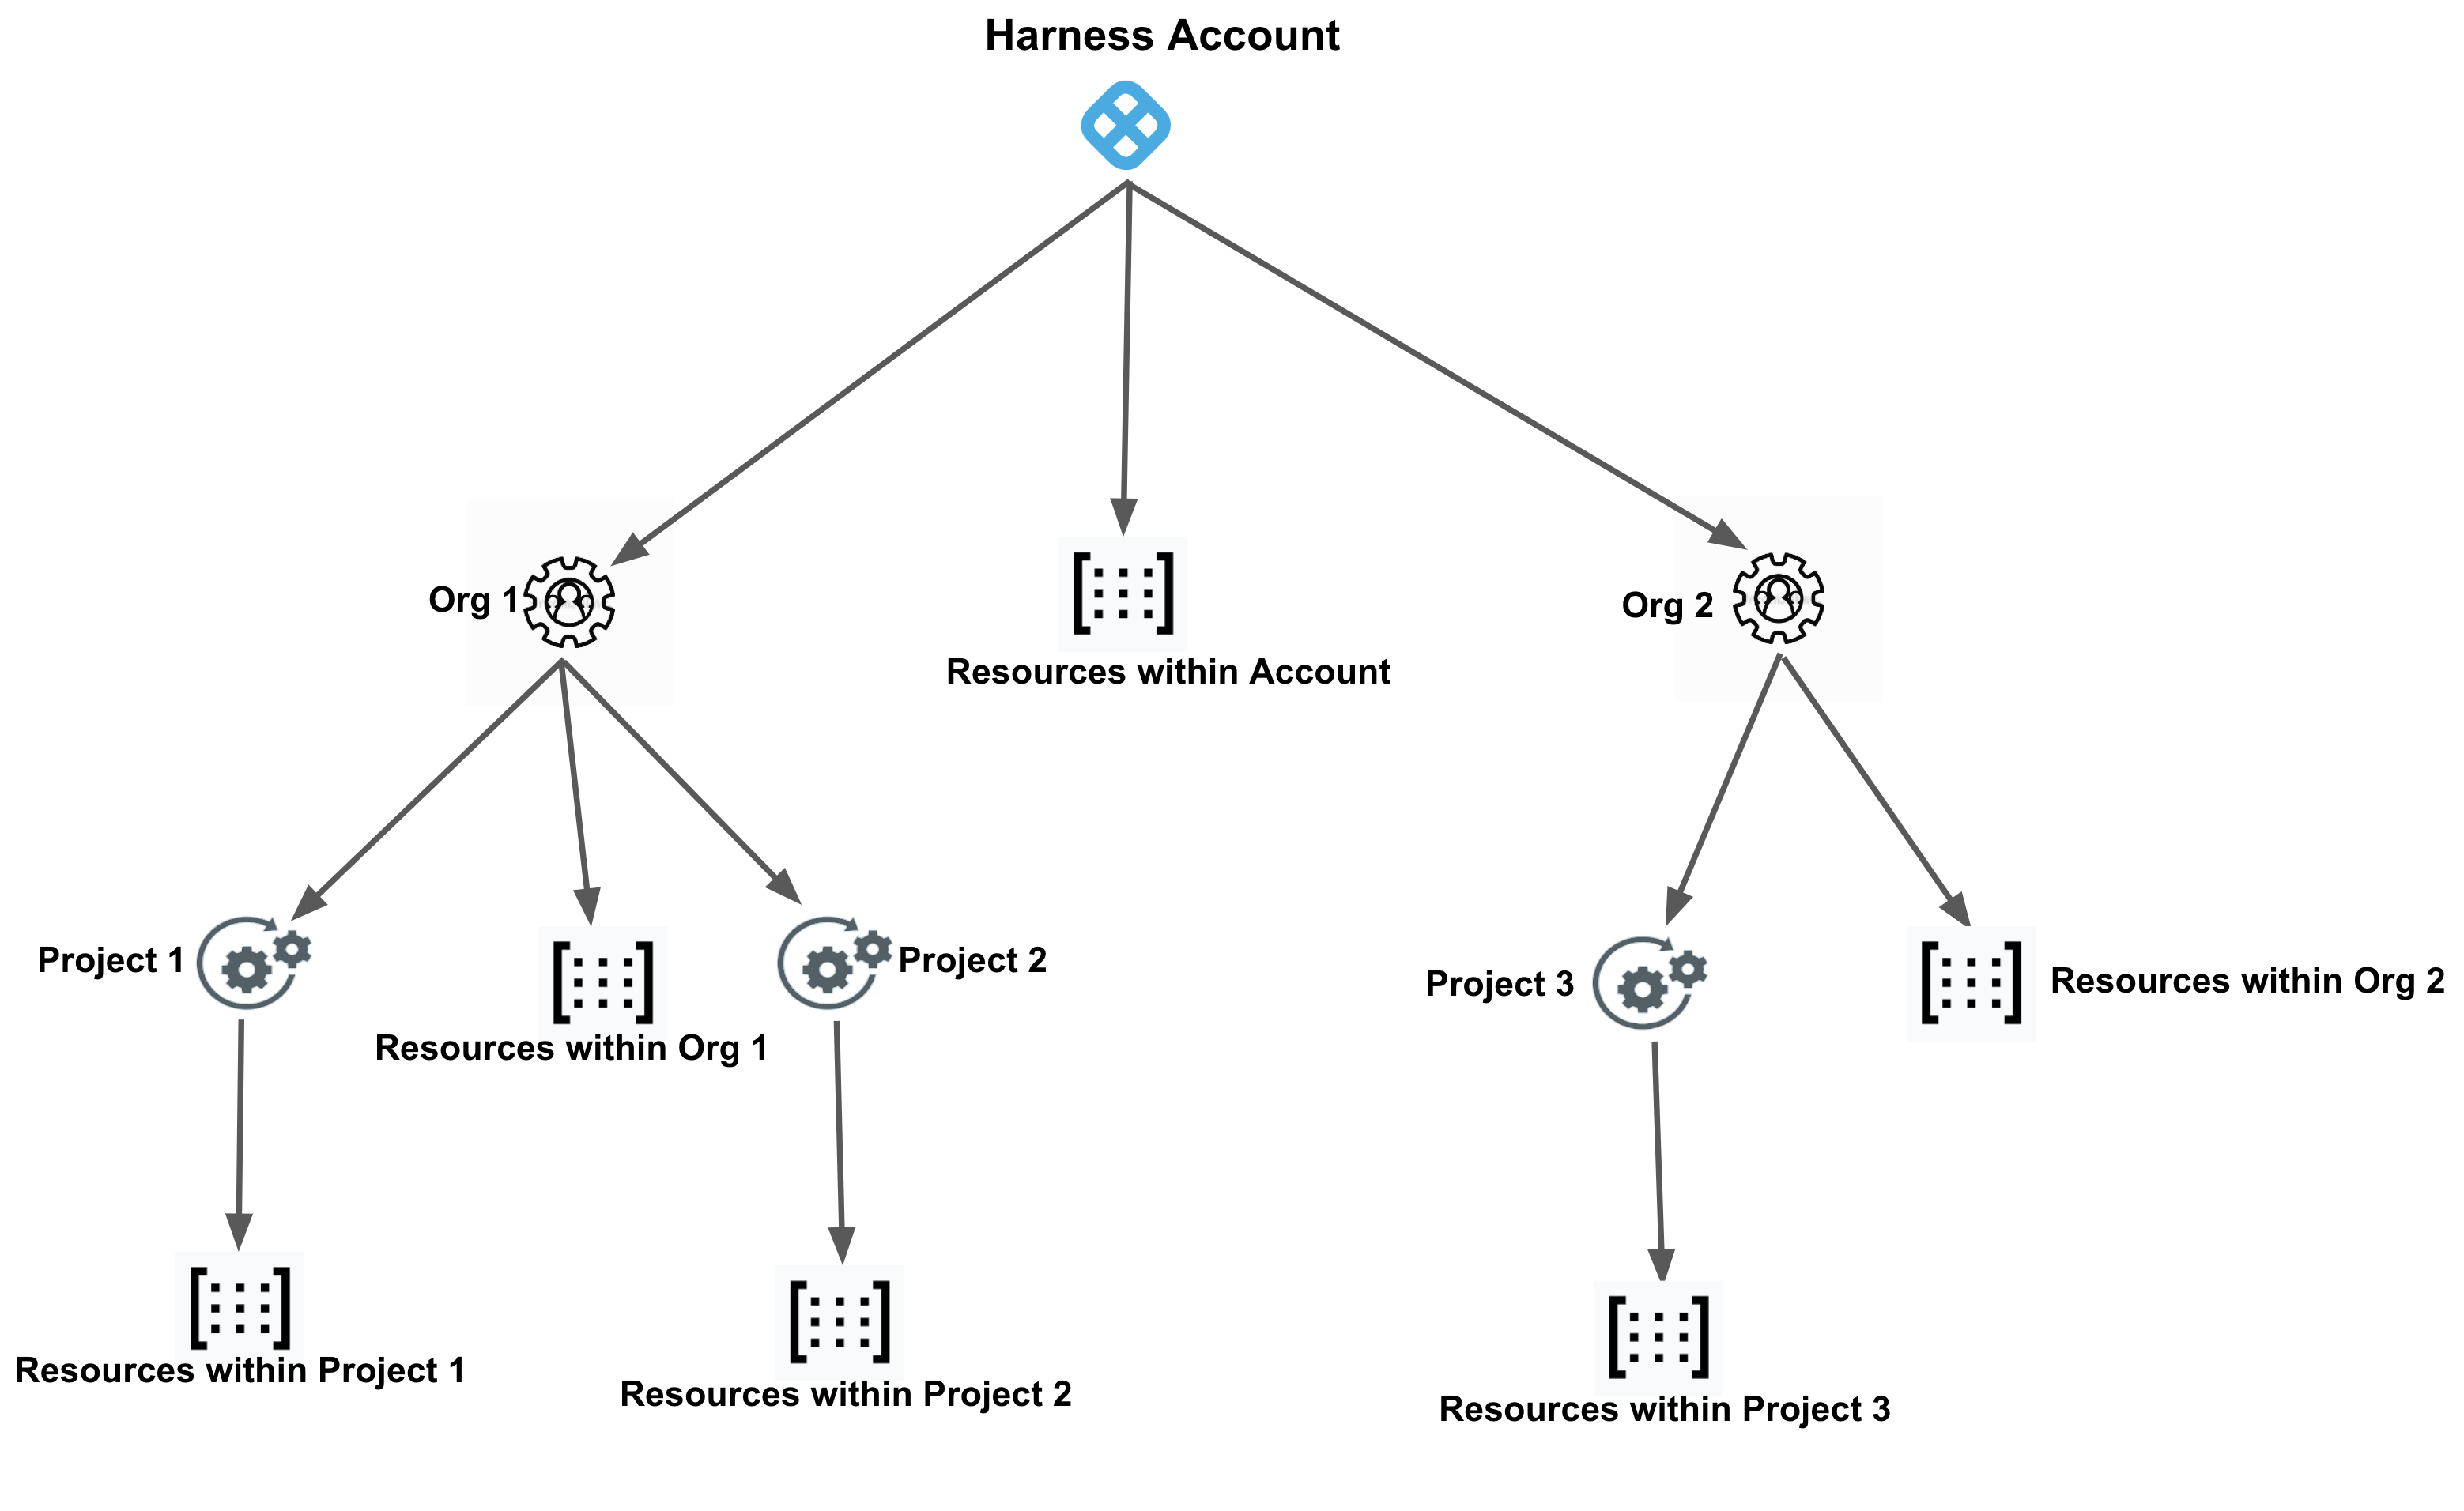 Harness Account
Org 1
Resources within Account
Org 2
Project 1
Resources within Org 1
Project 2
Project 3
Resources within Org 2
Resources within Project 1
Resources within Project 2
Resources within Project 3